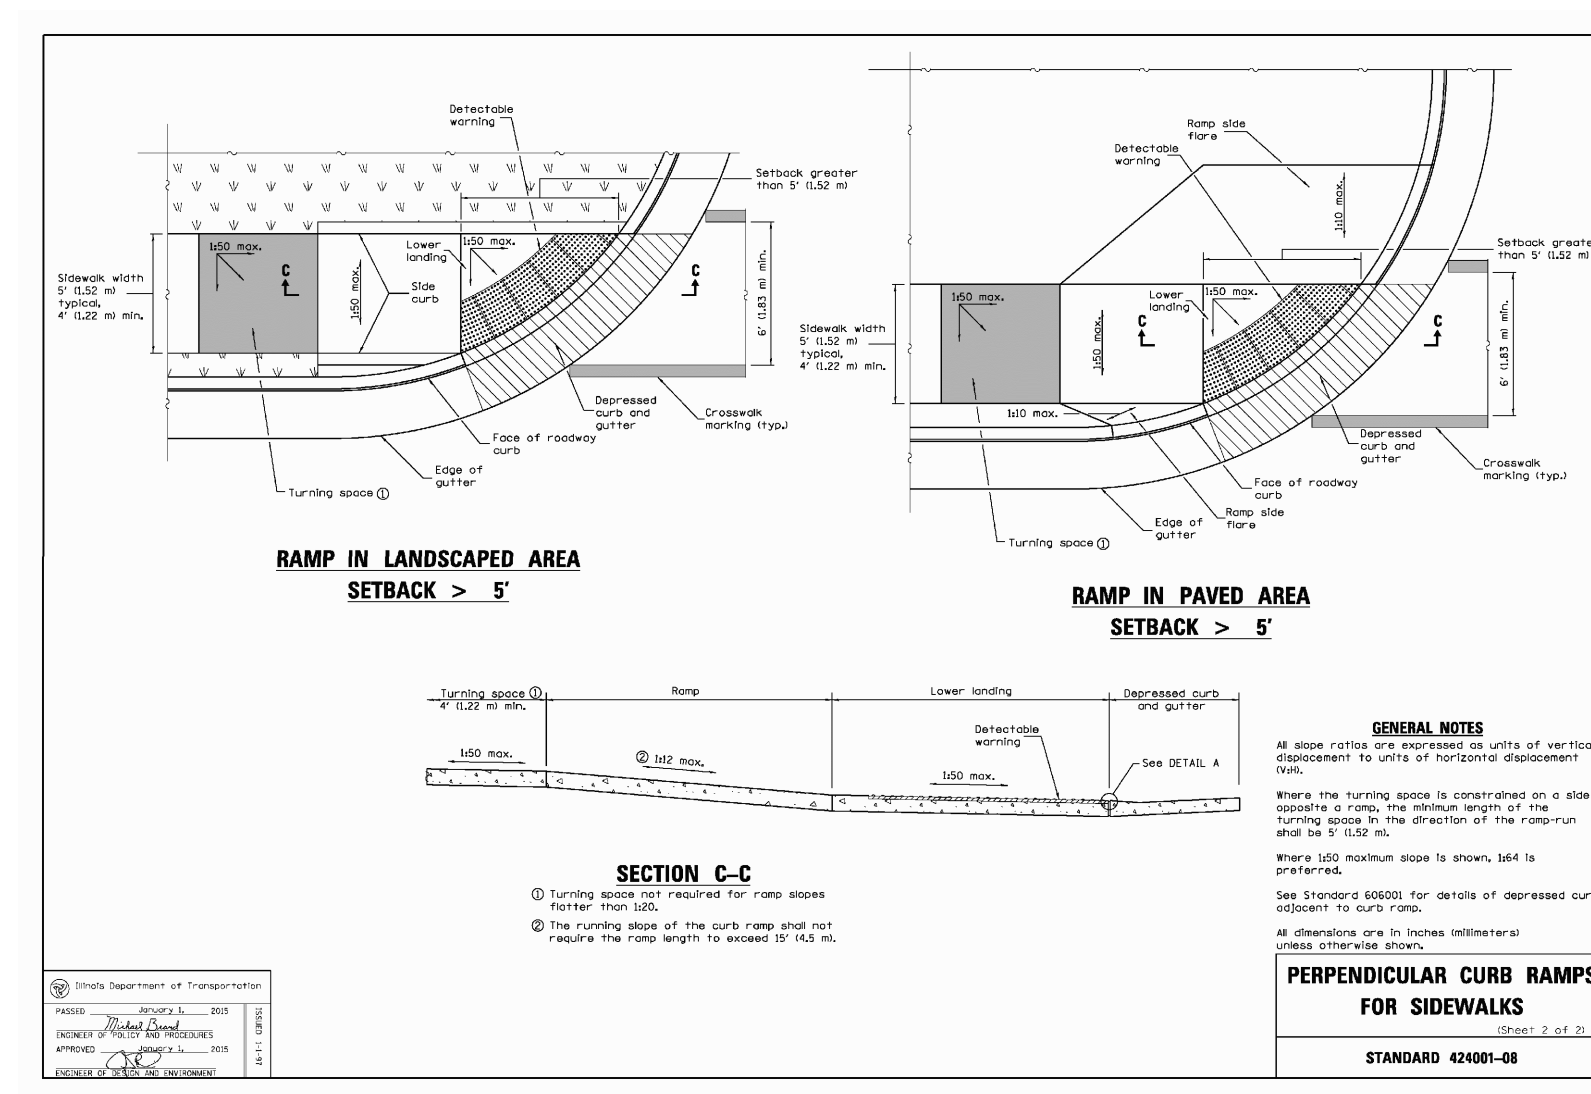 Detectable
warning
Setback greater
than 5' (1.52 m)
1:50 max.
Lower
landing
1:50 max.
C
C
Side
curb
1:50 max.
Sidewalk width
5' (1.52 m)
typical,
4' (1.22 m) min.
6' (1.83 m) min.
Depressed
curb and
gutter
Crosswalk
marking (typ.)
Face of roadway
curb
Edge of
gutter
Turning space ①
RAMP IN LANDSCAPED AREA
SETBACK > 5'
Ramp side
flare
Detectable
warning
1:10 max.
Setback greate
than 5' (1.52 m)
1:50 max.
Lower
landing
1:50 max.
C
C
1:50 max.
Sidewalk width
5' (1.52 m)
typical,
4' (1.22 m) min.
6' (1.83 m) min.
1:10 max.
Depressed
curb and
gutter
Crosswalk
marking (typ.)
Face of roadway
curb
Ramp side
flare
Edge of
gutter
Turning space ①
RAMP IN PAVED AREA
SETBACK > 5'
Turning space ①
4' (1.22 m) min.
Ramp
Lower landing
Depressed curb
and gutter
Detectable
warning
1:50 max.
② 1:12 max.
1:50 max.
See DETAIL A
SECTION C–C
① Turning space not required for ramp slopes
flatter than 1:20.
② The running slope of the curb ramp shall not
require the ramp length to exceed 15' (4.5 m).
GENERAL NOTES
All slope ratios are expressed as units of vertica
displacement to units of horizontal displacement
(V:H).
Where the turning space is constrained on a side
opposite a ramp, the minimum length of the
turning space in the direction of the ramp-run
shall be 5' (1.52 m).
Where 1:50 maximum slope is shown, 1:64 is
preferred.
See Standard 606001 for details of depressed cur
adjacent to curb ramp.
All dimensions are in inches (millimeters)
unless otherwise shown.
PERPENDICULAR CURB RAMPS
FOR SIDEWALKS
(Sheet 2 of 2)
STANDARD 424001–08
Illinois Department of Transportation
PASSED January 1, 2015
Michael Brand
ENGINEER OF POLICY AND PROCEDURES
APPROVED January 1, 2015
ENGINEER OF DESIGN AND ENVIRONMENT
ISSUED 1-1-97